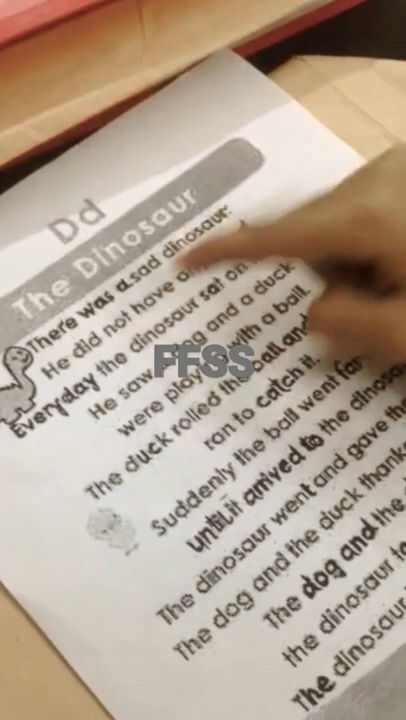 Dd
The Dinosaur
There was a sad dinosaur.
He did not have
Everyday the dinosaur sat on
He saw dog and a duck
were play with a ball.
The duck rolled the ball and
ran to catch it.
Suddenly the ball went far
until it arrived to the dinosaur
The dinosaur went and gave the
The dog and the duck thank
The dog and the
the dinosaur
The dinosaur
FFSS